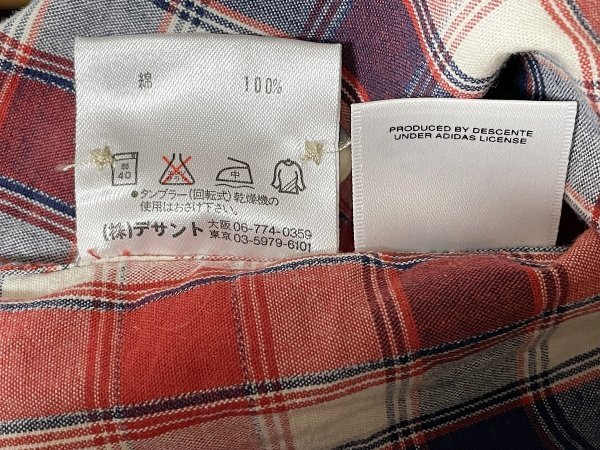 綿 100%
40
中
●タンブラー(回転式)乾燥機の
使用はおさけ下さい。
(株)デサント 大阪 06-774-0359
東京 03-5979-6101
PRODUCED BY DESCENTE
UNDER ADIDAS LICENSE